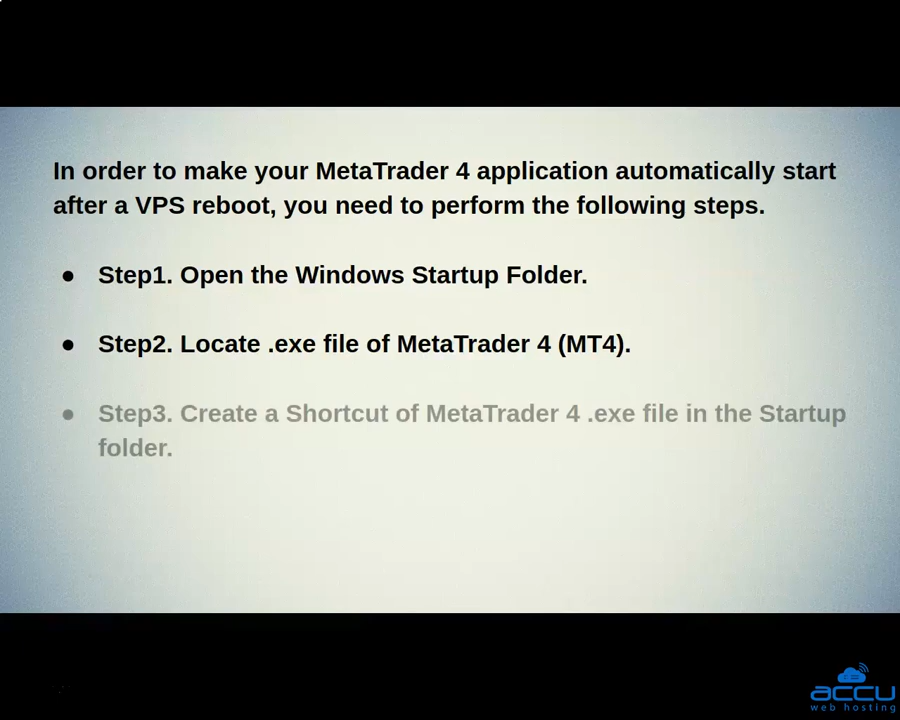 In order to make your MetaTrader 4 application automatically start
after a VPS reboot, you need to perform the following steps.
● Step1. Open the Windows Startup Folder.
● Step2. Locate .exe file of MetaTrader 4 (MT4).
● Step3. Create a Shortcut of MetaTrader 4 .exe file in the Startup
folder.
accu
web hosting